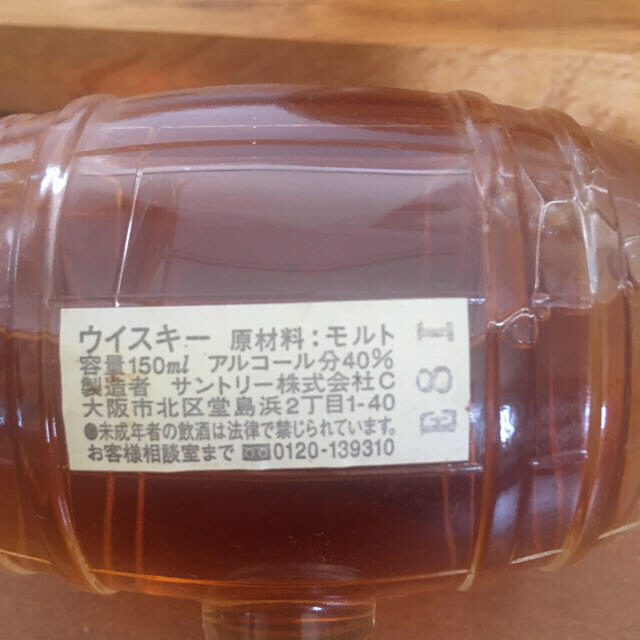 ウイスキー 原材料：モルト
容量150ml アルコール分40%
製造者 サントリー株式会社C
大阪市北区堂島浜2丁目1-40
●未成年者の飲酒は法律で禁じられています。
お客様相談室まで 0120-139310
E81